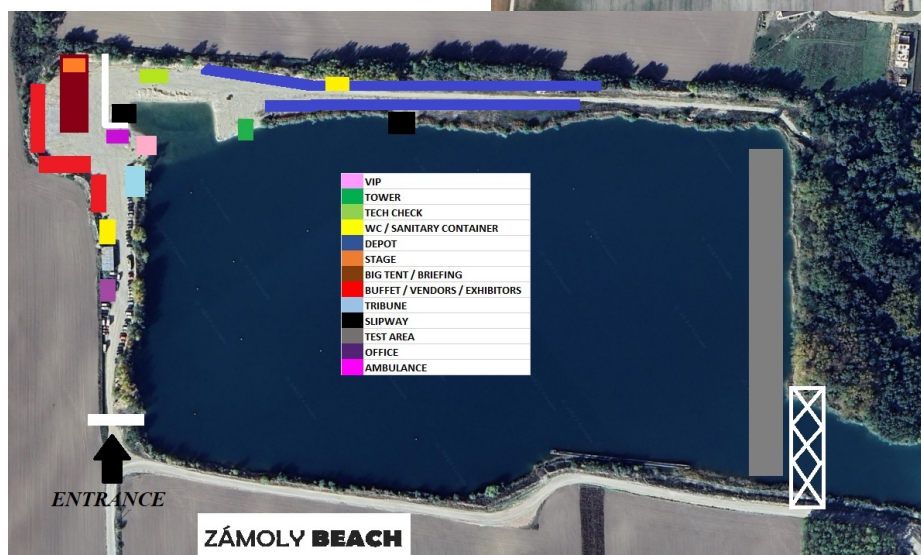 VIP
TOWER
TECH CHECK
WC / SANITARY CONTAINER
DEPOT
STAGE
BIG TENT / BRIEFING
BUFFET / VENDORS / EXHIBITORS
TRIBUNE
SLIPWAY
TEST AREA
OFFICE
AMBULANCE
ENTRANCE
ZÁMOLY BEACH